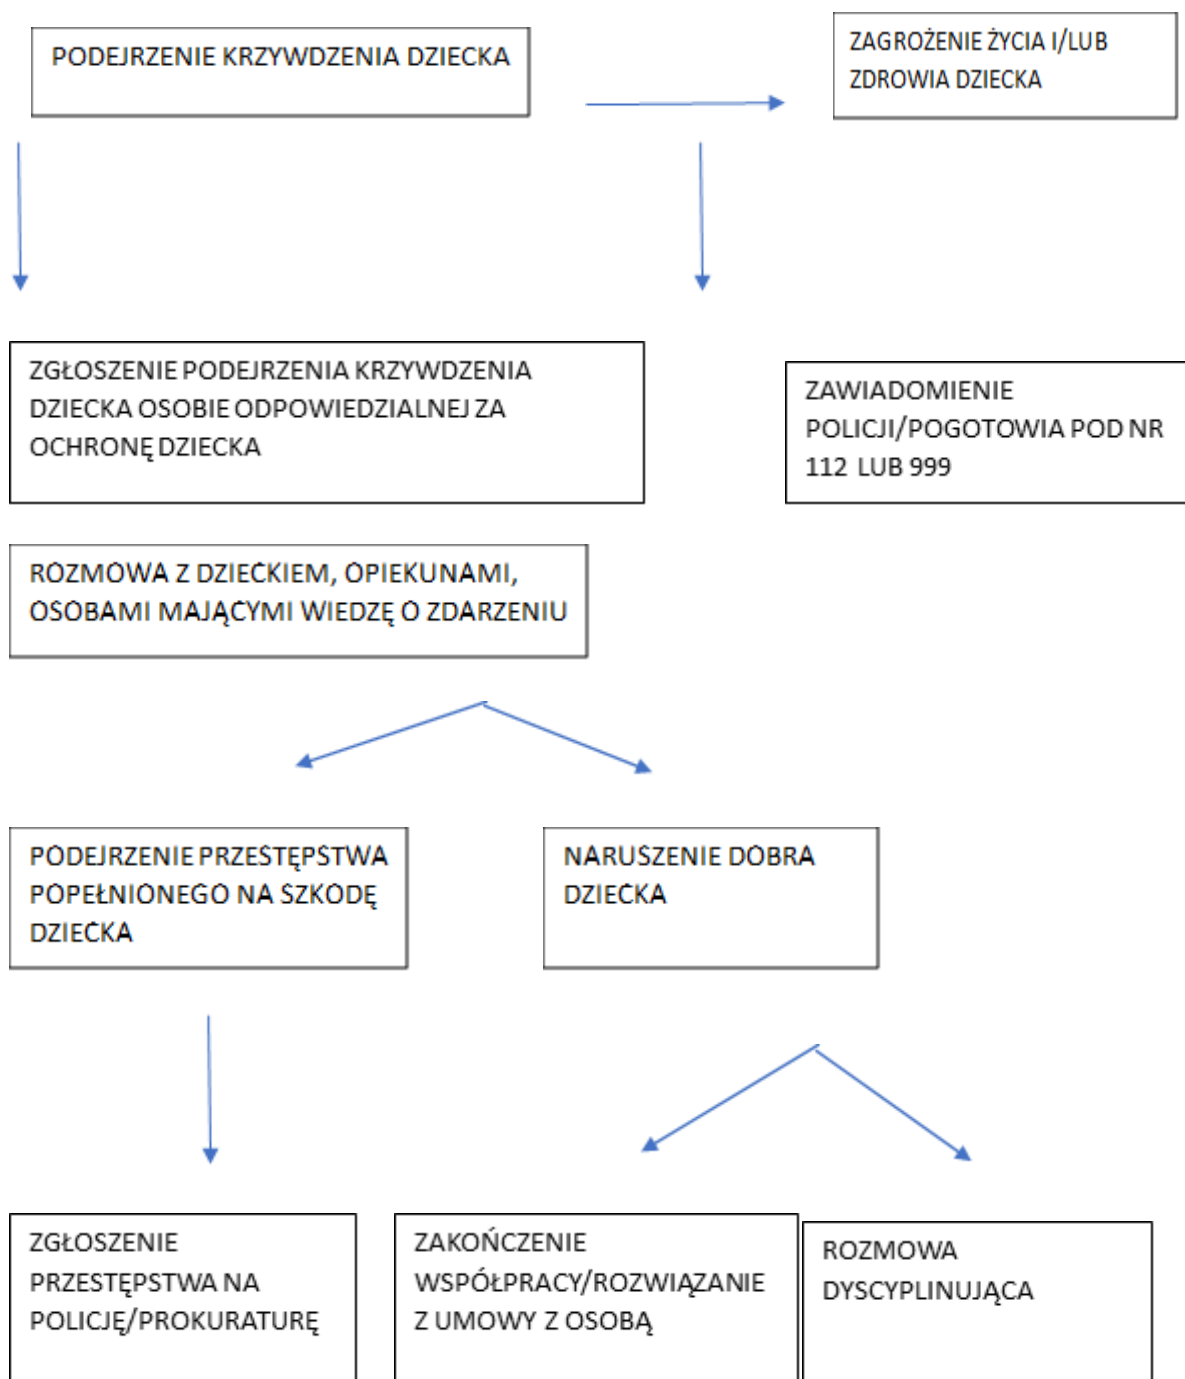 PODEJRZENIE KRZYWDZENIA DZIECKA
ZAGROŻENIE ŻYCIA I/LUB
ZDROWIA DZIECKA
ZGŁOSZENIE PODEJRZENIA KRZYWDZENIA
DZIECKA OSOBIE ODPOWIEDZIALNEJ ZA
OCHRONĘ DZIECKA
ZAWIADOMIENIE
POLICJI/POGOTOWIA POD NR
112 LUB 999
ROZMOWA Z DZIECKIEM, OPIEKUNAMI,
OSOBAMI MAJĄCYMI WIEDZĘ O ZDARZENIU
PODEJRZENIE PRZESTĘPSTWA
POPEŁNIONEGO NA SZKODĘ
DZIECKA
NARUSZENIE DOBRA
DZIECKA
ZGŁOSZENIE
PRZESTĘPSTWA NA
POLICJĘ/PROKURATURĘ
ZAKOŃCZENIE
WSPÓŁPRACY/ROZWIĄZANIE
Z UMOWY Z OSOBĄ
ROZMOWA
DYSCYPLINUJĄCA